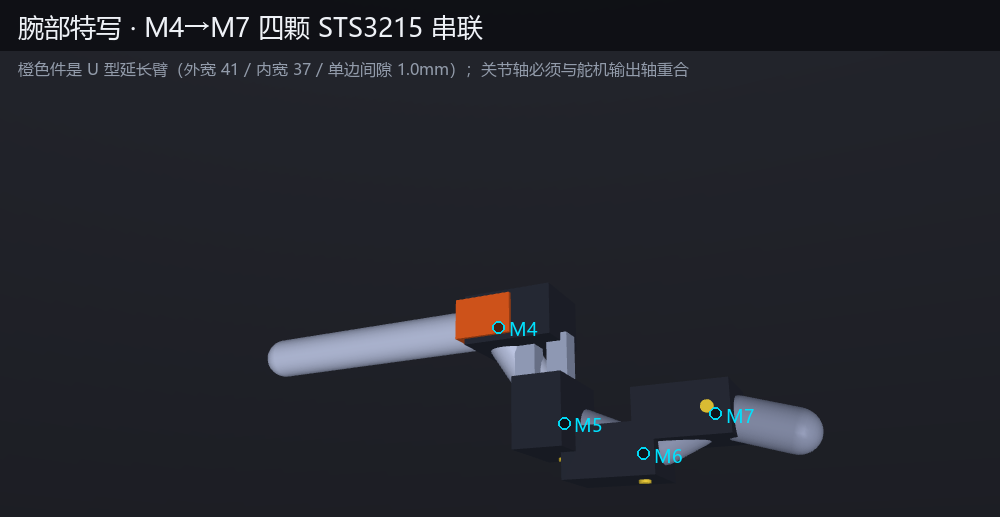 腕部特写 · M4→M7 四颗 STS3215 串联
橙色件是 U 型延长臂（外宽 41 / 内宽 37 / 单边间隙 1.0mm）；关节轴必须与舵机输出轴重合
M4
M5
M7
M6